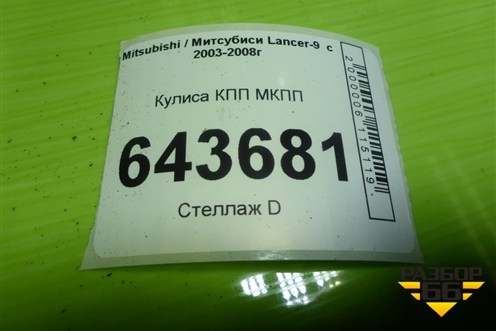 Mitsubishi / Митсубиси Lancer-9 с
2003-2008г
Кулиса КПП МКПП
643681
Стеллаж D
РАЗБОР
66